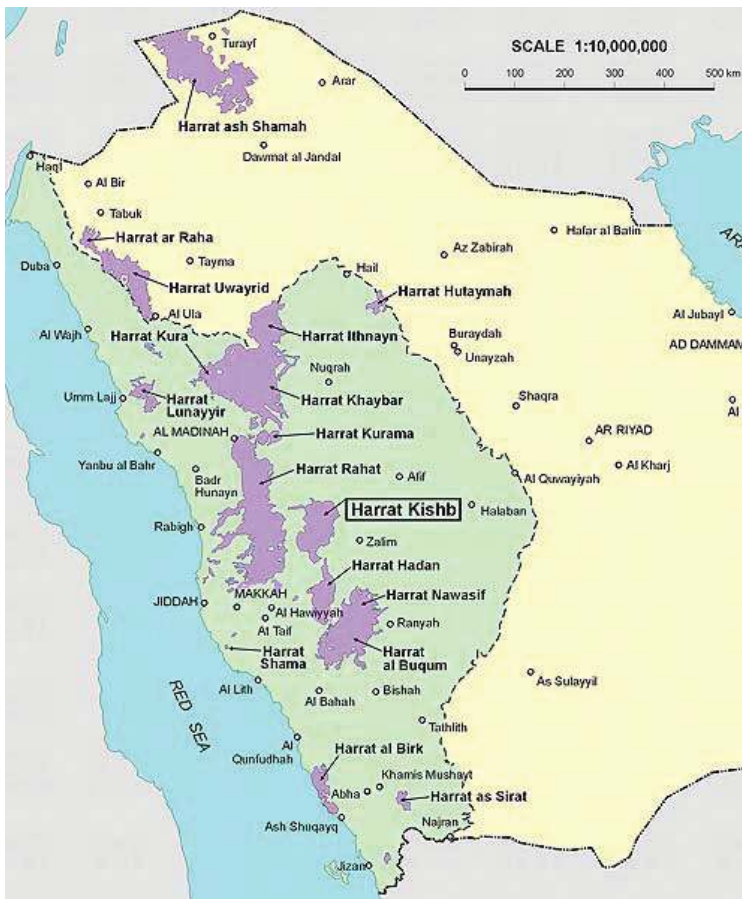 SCALE 1:10,000,000
0 100 200 300 400 500 km
Turayf
Arar
Harrat ash Shamah
Dawmat al Jandal
Haql
Al Bir
Tabuk
Harrat ar Raha
Hafar al Batin
Az Zabirah
Duba
Tayma
Hail
Harrat Uwayrid
Harrat Hutaymah
Al Ula
Al Jubayl
Al Wajh
Harrat Kura
Harrat Ithnayn
Buraydah
Unayzah
AD DAMMAM
Nuqrah
Umm Lajj
Harrat
Lunayyir
Harrat Khaybar
Shaqra
Al
AL MADINAH
Harrat Kurama
AR RIYAD
Yanbu al Bahr
Badr
Hunayn
Harrat Rahat
Afif
Al Quwayiyah
Al Kharj
Harrat Kishb
Halaban
Rabigh
Zalim
Harrat Hadan
JIDDAH
MAKKAH
Al Hawiyyah
Al Taif
Harrat Nawasif
Ranyah
Harrat
Shama
Harrat
al Buqum
As Sulayyil
Al Lith
Al Bahah
Bishah
RED SEA
Tathlith
Al
Qunfudhah
Harrat al Birk
Khamis Mushayt
Abha
Harrat as Sirat
Ash Shuqayq
Najran
Jizan